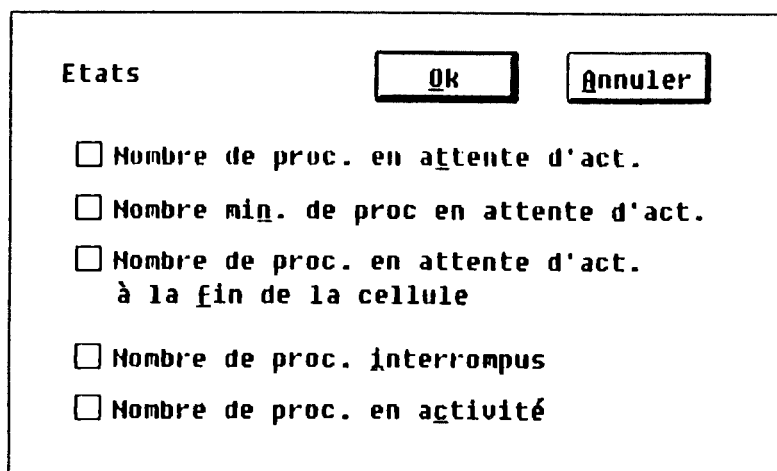 Etats Ok Annuler
Nombre de proc. en attente d'act.
Nombre min. de proc en attente d'act.
Nombre de proc. en attente d'act.
à la fin de la cellule
Nombre de proc. interrompus
Nombre de proc. en activité